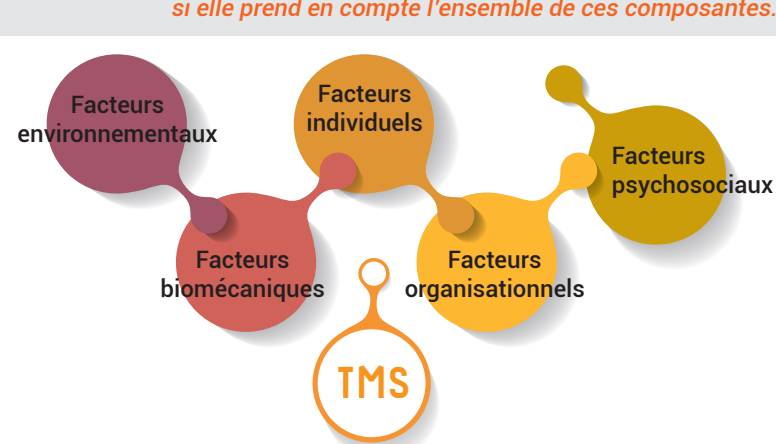 si elle prend en compte l'ensemble de ces composantes.
Facteurs
environnementaux
Facteurs
individuels
Facteurs
psychosociaux
Facteurs
biomécaniques
Facteurs
organisationnels
TMS